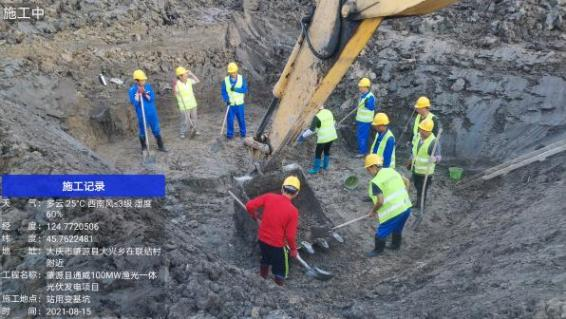 施工中
施工记录
天 气: 多云 25℃ 西南风≤3级 湿度
60%
经 度: 124.7720506
纬 度: 45.7622481
地 址: 大庆市肇源县大兴乡在联结村
附近
工程名称: 肇源县通威100MW渔光一体
光伏发电项目
施工地点: 站用变基坑
时 间: 2021-08-15